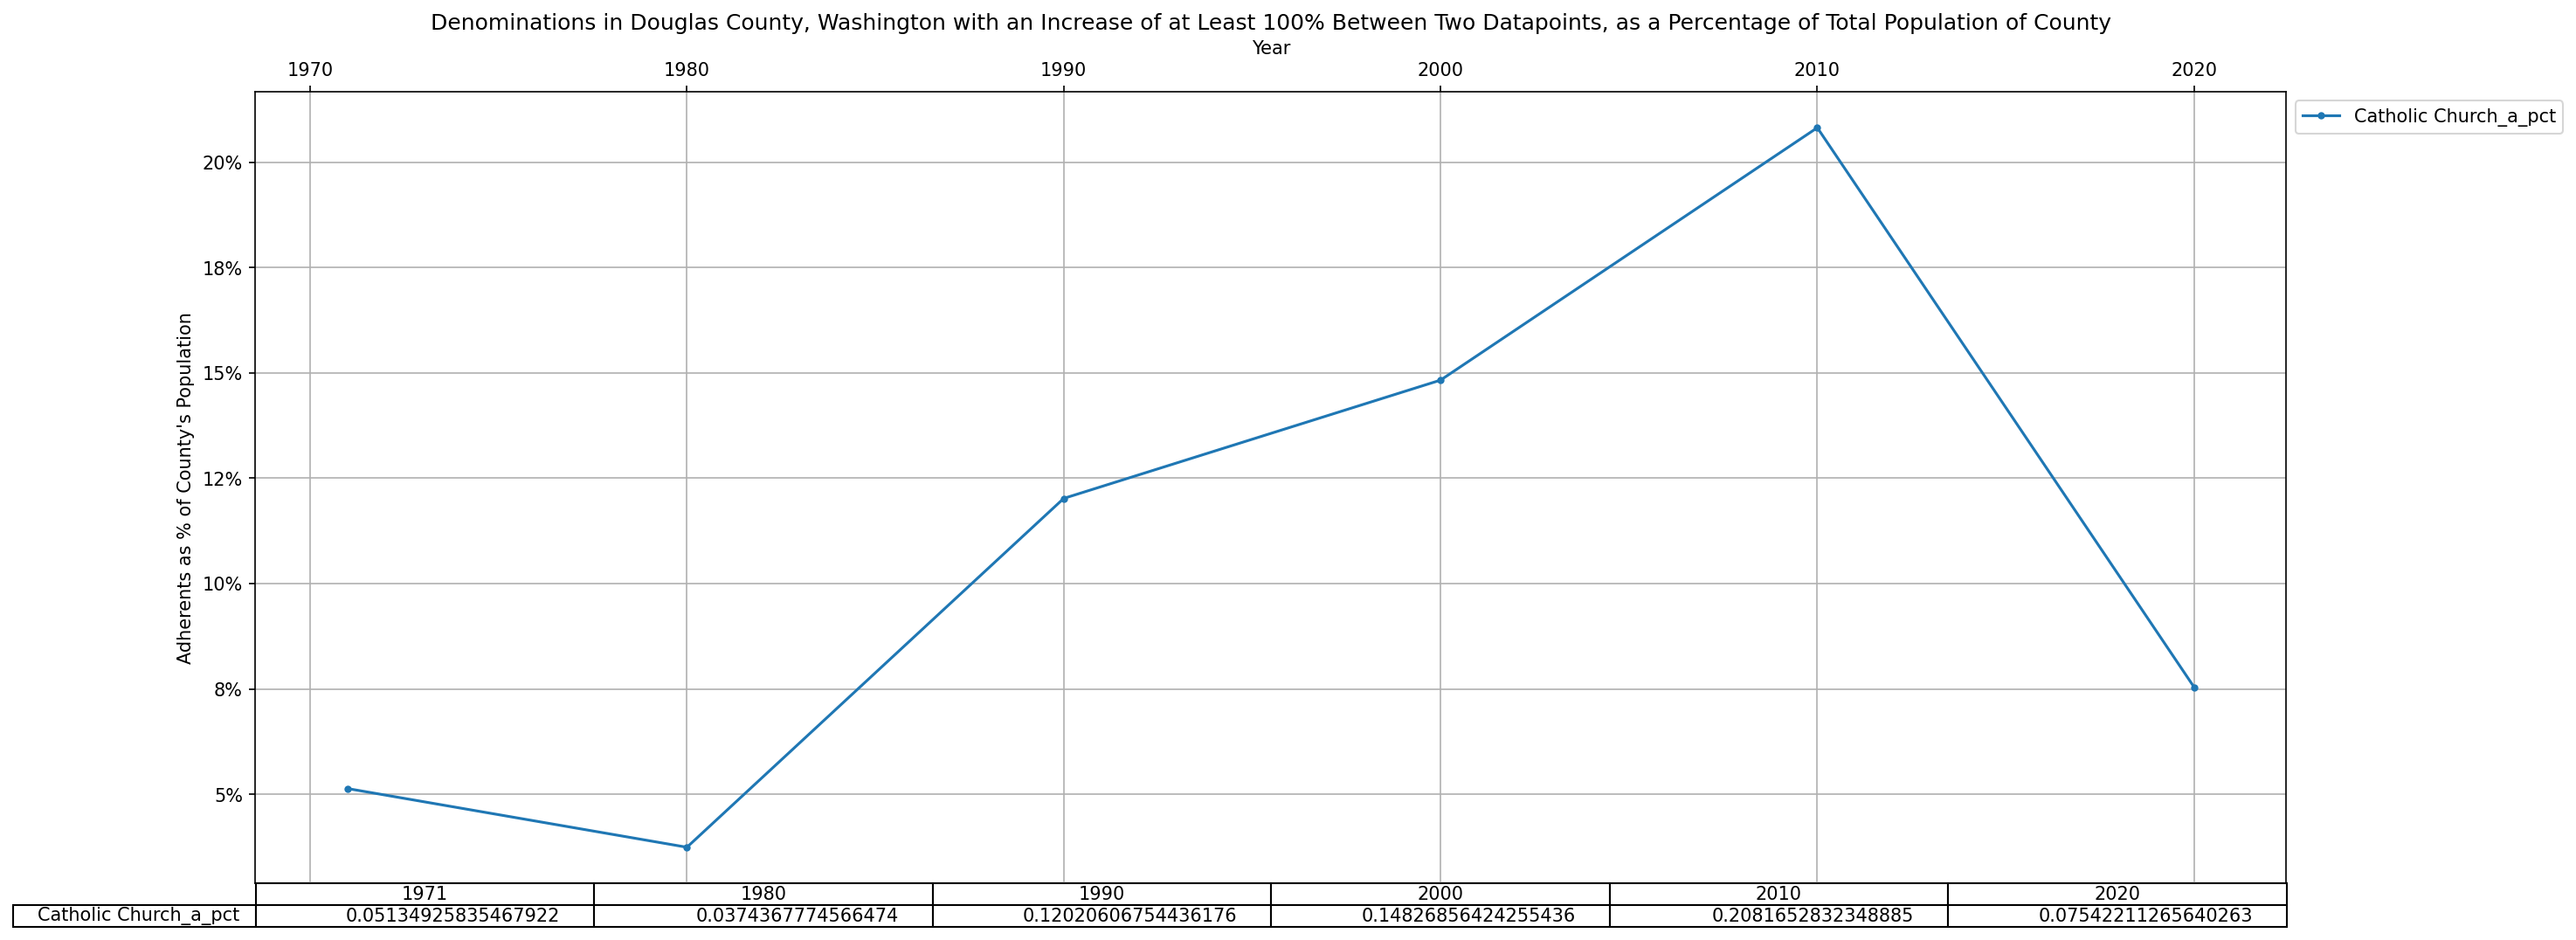 Denominations in Douglas County, Washington with an Increase of at Least 100% Between Two Datapoints, as a Percentage of Total Population of County
Year
1970 1980 1990 2000 2010 2020
Catholic Church_a_pct
Adherents as % of County's Population
20%
18%
15%
12%
10%
8%
5%
1971 1980 1990 2000 2010 2020
Catholic Church_a_pct 0.05134925835467922 0.0374367774566474 0.12020606754436176 0.14826856424255436 0.2081652832348885 0.07542211265640263